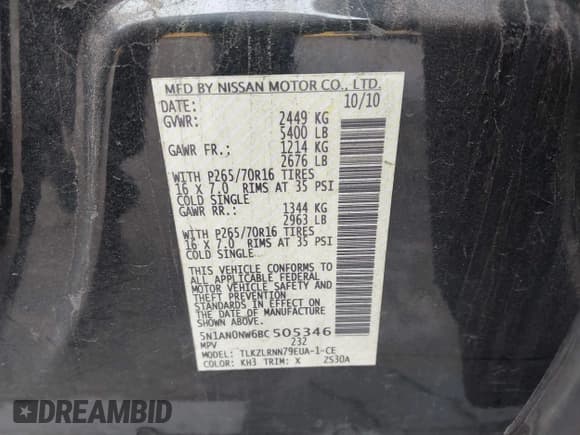 MFD BY NISSAN MOTOR CO., LTD.
DATE: 10/10
GVWR: 2449 KG
5400 LB
GAWR FR.: 1214 KG
2676 LB
WITH P265/70R16 TIRES
16 X 7.0 RIMS AT 35 PSI
COLD SINGLE
GAWR RR.: 1344 KG
2963 LB
WITH P265/70R16 TIRES
16 X 7.0 RIMS AT 35 PSI
COLD SINGLE
THIS VEHICLE CONFORMS TO
ALL APPLICABLE FEDERAL
MOTOR VEHICLE SAFETY AND
THEFT PREVENTION
STANDARDS IN EFFECT ON
DATE OF MANUFACTURE
5N1AN0NW6BC505346
MPV 232
MODEL: TLKZLRNN79EUA-1-CE
COLOR: KH3 TRIM: X ZS30A
DREAMBID